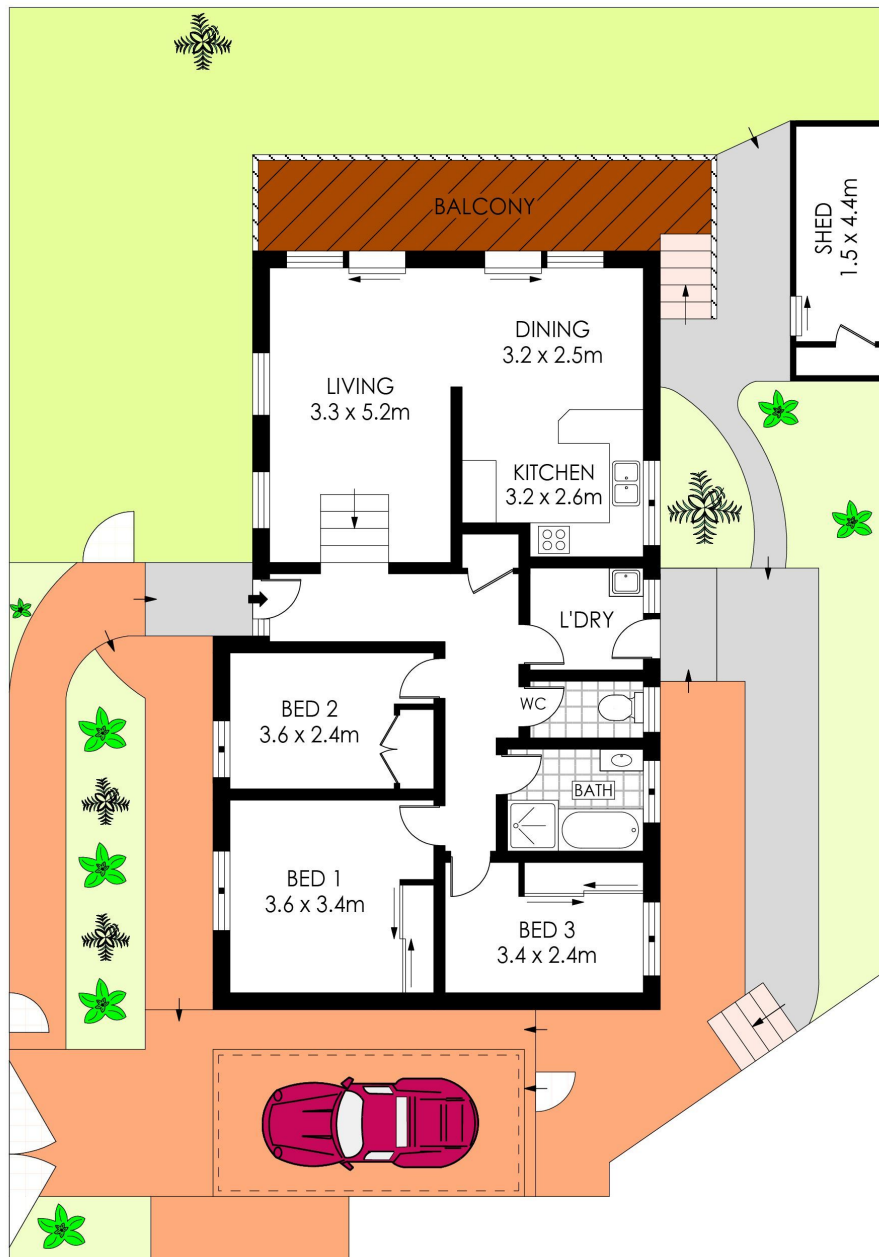 BALCONY
SHED
1.5 x 4.4m
DINING
3.2 x 2.5m
LIVING
3.3 x 5.2m
KITCHEN
3.2 x 2.6m
L'DRY
WC
BED 2
3.6 x 2.4m
BATH
BED 1
3.6 x 3.4m
BED 3
3.4 x 2.4m